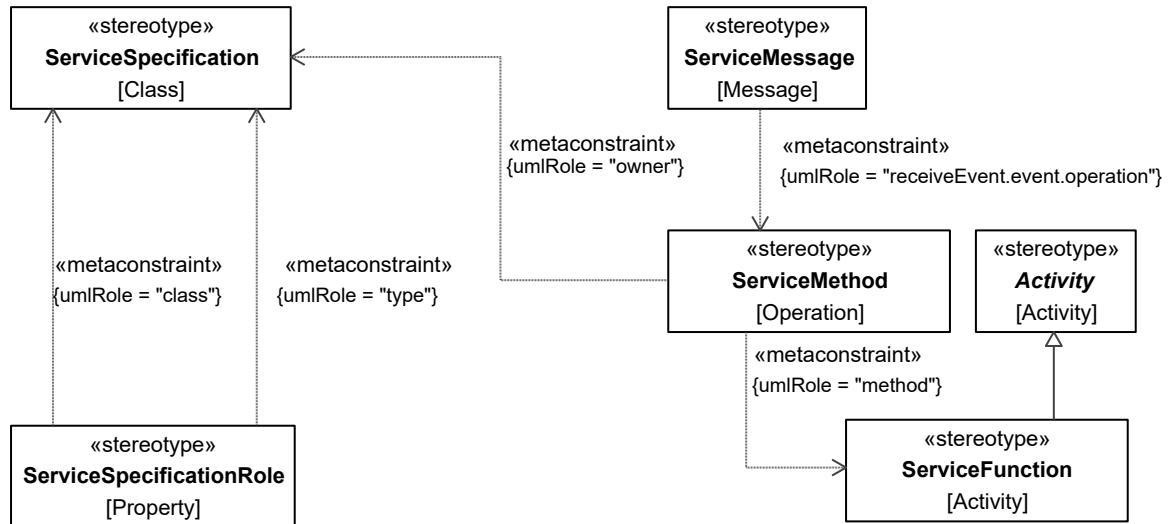 «stereotype»
ServiceSpecification
[Class]
«stereotype»
ServiceMessage
[Message]
«metaconstraint»
{umlRole = "owner"}
«metaconstraint»
{umlRole = "receiveEvent.event.operation"}
«metaconstraint»
{umlRole = "class"}
«metaconstraint»
{umlRole = "type"}
«stereotype»
ServiceMethod
[Operation]
«stereotype»
Activity
[Activity]
«metaconstraint»
{umlRole = "method"}
«stereotype»
ServiceSpecificationRole
[Property]
«stereotype»
ServiceFunction
[Activity]